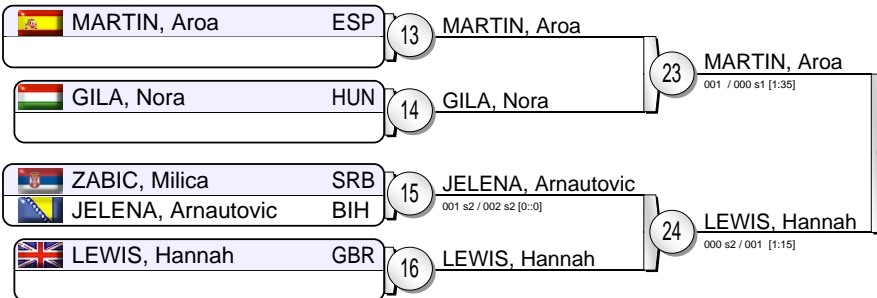 MARTIN, Aroa ESP 13 MARTIN, Aroa
23 MARTIN, Aroa
001 / 000 s1 [1:35]
GILA, Nora HUN 14 GILA, Nora
ZABIC, Milica SRB 15 JELENA, Arnautovic
JELENA, Arnautovic BIH 001 s2 / 002 s2 [0::0]
24 LEWIS, Hannah
000 s2 / 001 [1:15]
LEWIS, Hannah GBR 16 LEWIS, Hannah